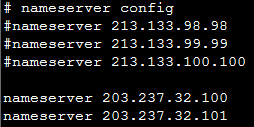 # nameserver config
#nameserver 213.133.98.98
#nameserver 213.133.99.99
#nameserver 213.133.100.100
nameserver 203.237.32.100
nameserver 203.237.32.101